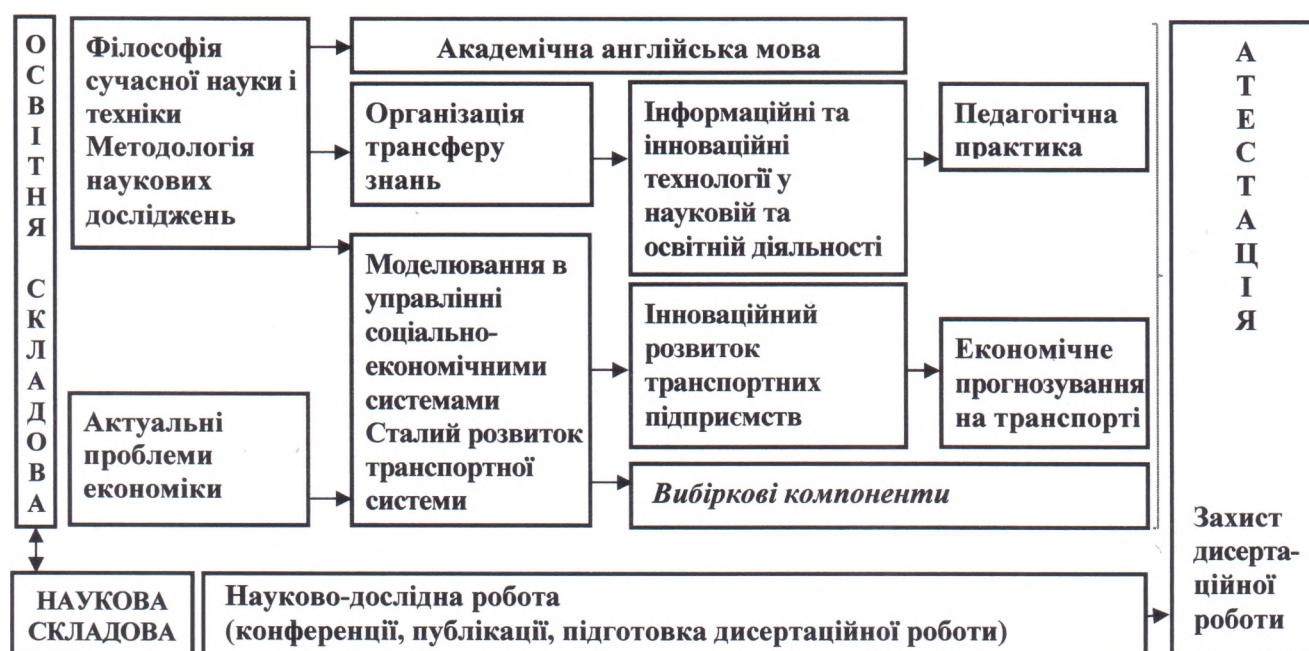 ОСВІТНЯ СКЛАДОВА
Філософія
сучасної науки і
техніки
Методологія
наукових
досліджень
Актуальні
проблеми
економіки
Академічна англійська мова
Організація
трансферу
знань
Моделювання в
управлінні
соціально-
економічними
системами
Сталий розвиток
транспортної
системи
Інформаційні та
інноваційні
технології у
науковій та
освітній діяльності
Інноваційний
розвиток
транспортних
підприємств
Вибіркові компоненти
Педагогічна
практика
Економічне
прогнозування
на транспорті
АТЕСТАЦІЯ
Захист
дисерта-
ційної
роботи
НАУКОВА
СКЛАДОВА
Науково-дослідна робота
(конференції, публікації, підготовка дисертаційної роботи)